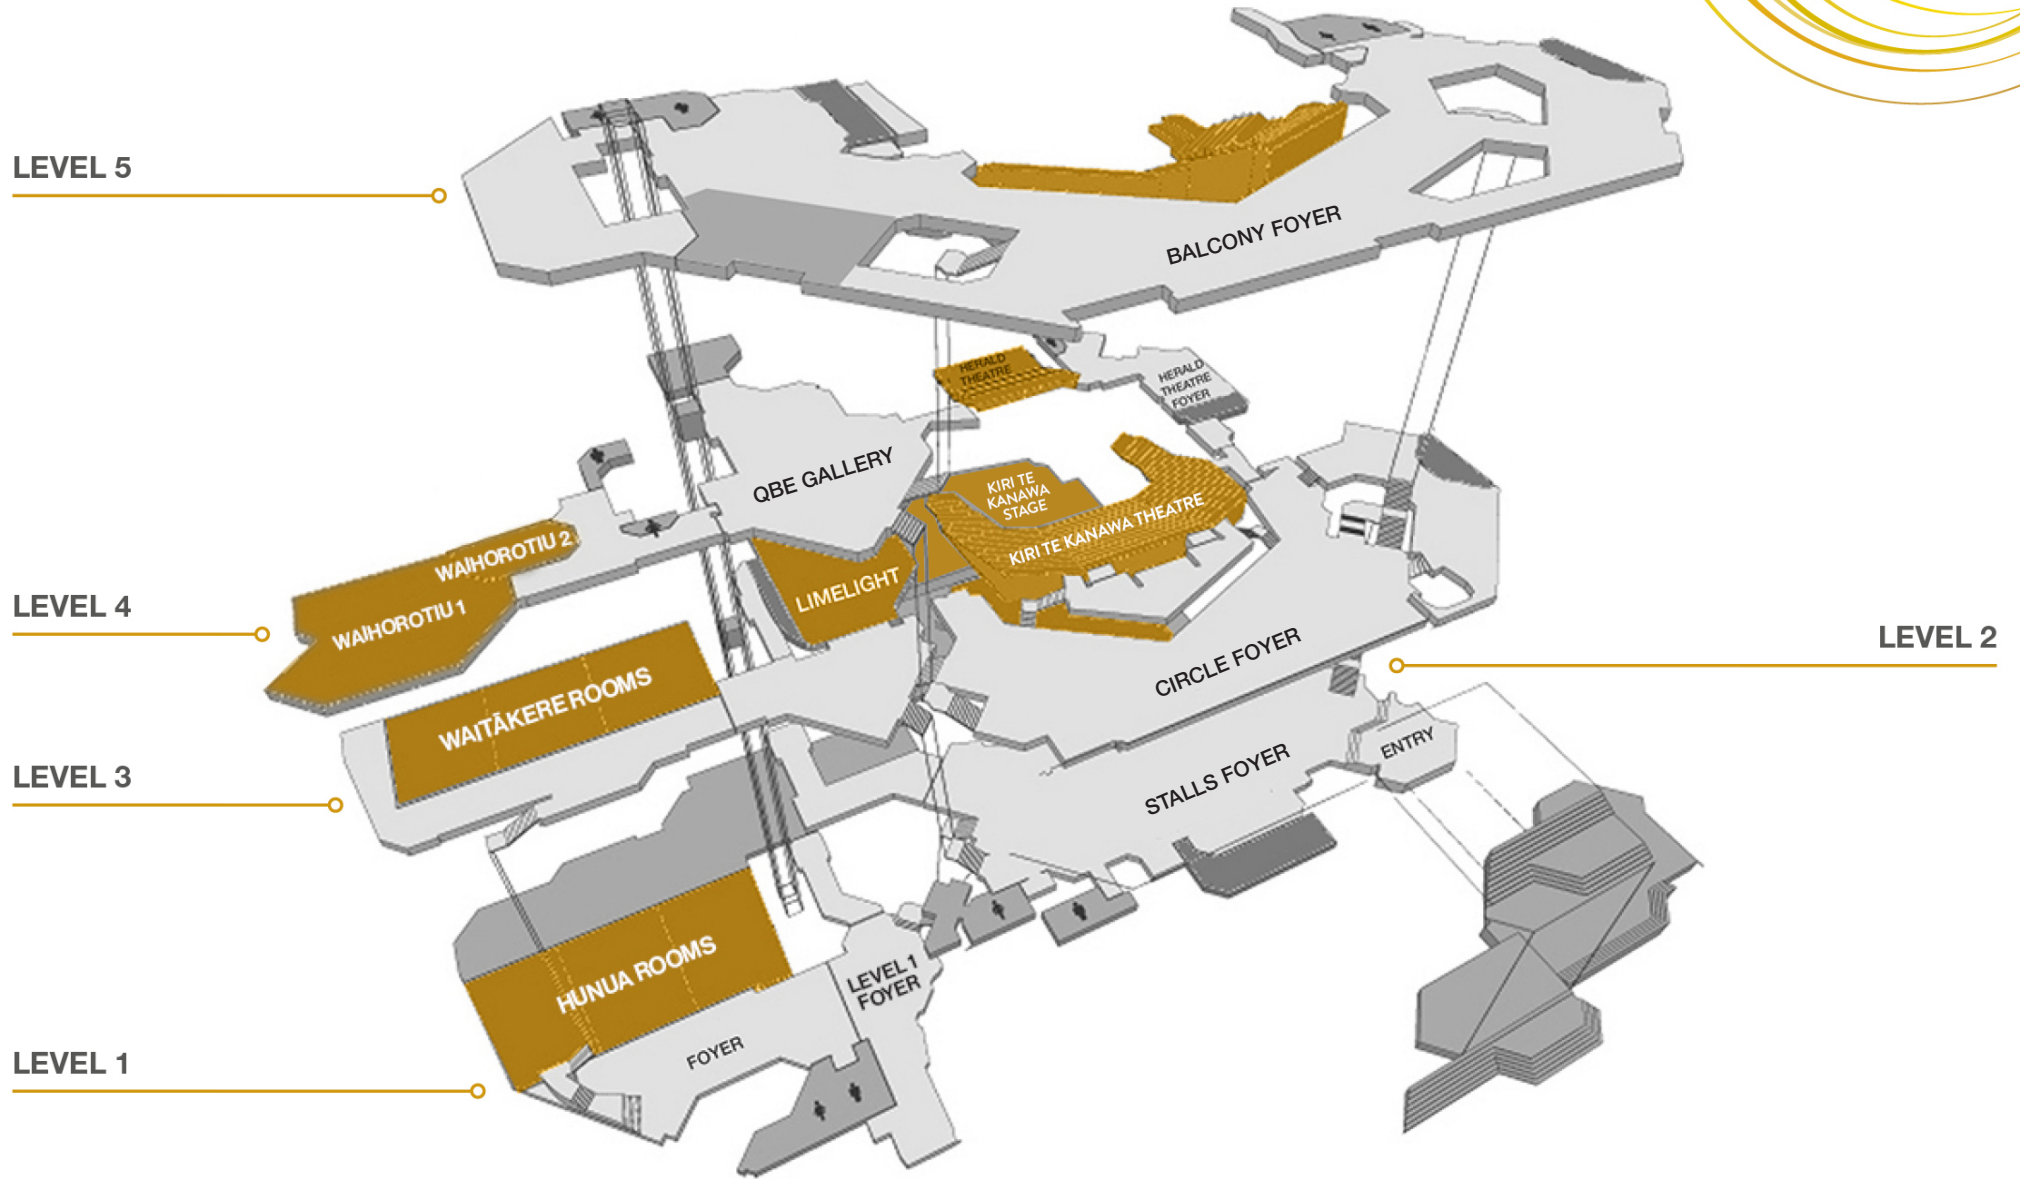 LEVEL 5
BALCONY FOYER
HERALD
THEATRE
HERALD
THEATRE
FOYER
QBE GALLERY
KIRI TE
KANAWA
STAGE
KIRI TE KANAWA THEATRE
WAIHOROTIU 2
LIMELIGHT
LEVEL 4
WAIHOROTIU 1
CIRCLE FOYER
LEVEL 2
WAITĀKERE ROOMS
ENTRY
LEVEL 3
STALLS FOYER
HUNUA ROOMS
LEVEL 1
FOYER
FOYER
LEVEL 1